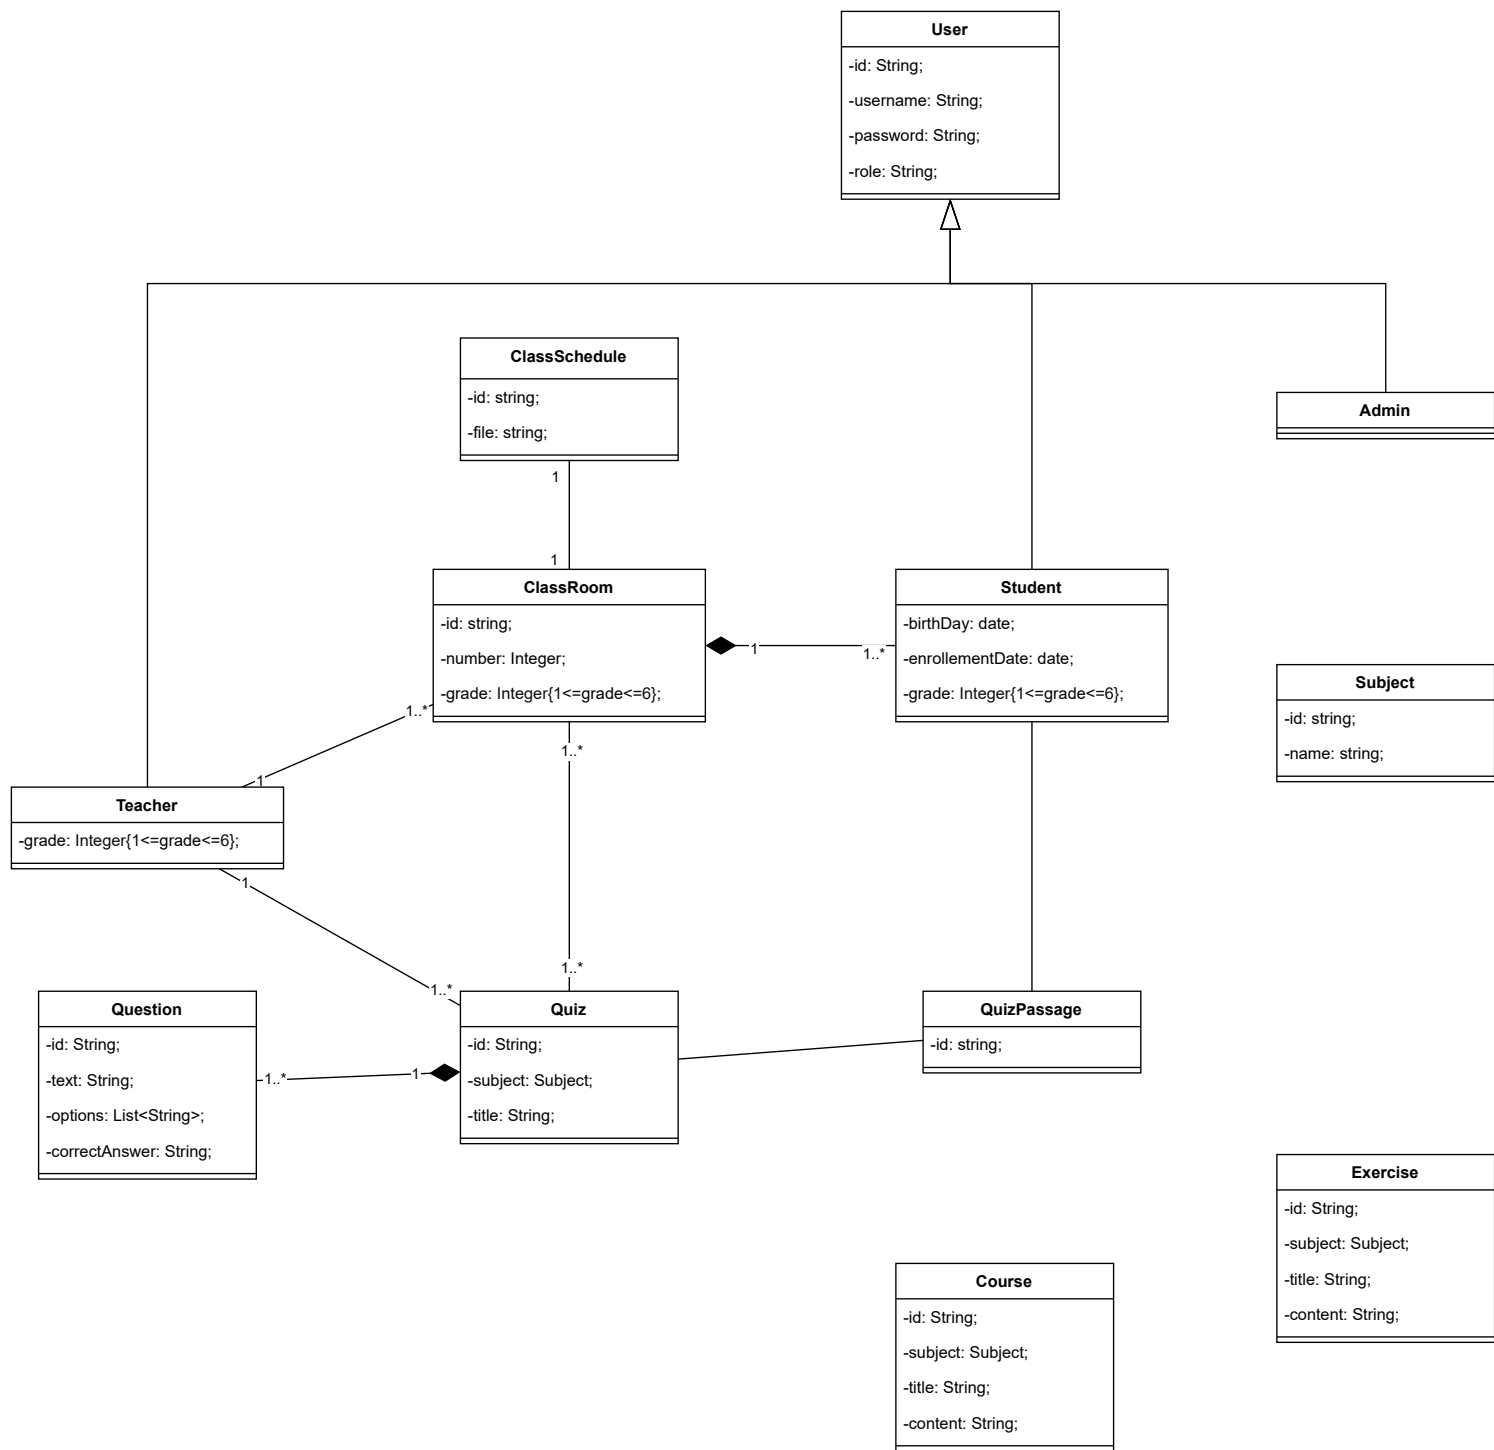 User
-id: String;
-username: String;
-password: String;
-role: String;
ClassSchedule
-id: string;
-file: string;
1
1
Admin
ClassRoom
-id: string;
-number: Integer;
-grade: Integer{1<=grade<=6};
1
1..*
Student
-birthDay: date;
-enrollementDate: date;
-grade: Integer{1<=grade<=6};
Subject
-id: string;
-name: string;
1..*
1
1..*
1..*
Teacher
-grade: Integer{1<=grade<=6};
1
1..*
Question
-id: String;
-text: String;
-options: List<String>;
-correctAnswer: String;
1..*
1
Quiz
-id: String;
-subject: Subject;
-title: String;
QuizPassage
-id: string;
Exercise
-id: String;
-subject: Subject;
-title: String;
-content: String;
Course
-id: String;
-subject: Subject;
-title: String;
-content: String;